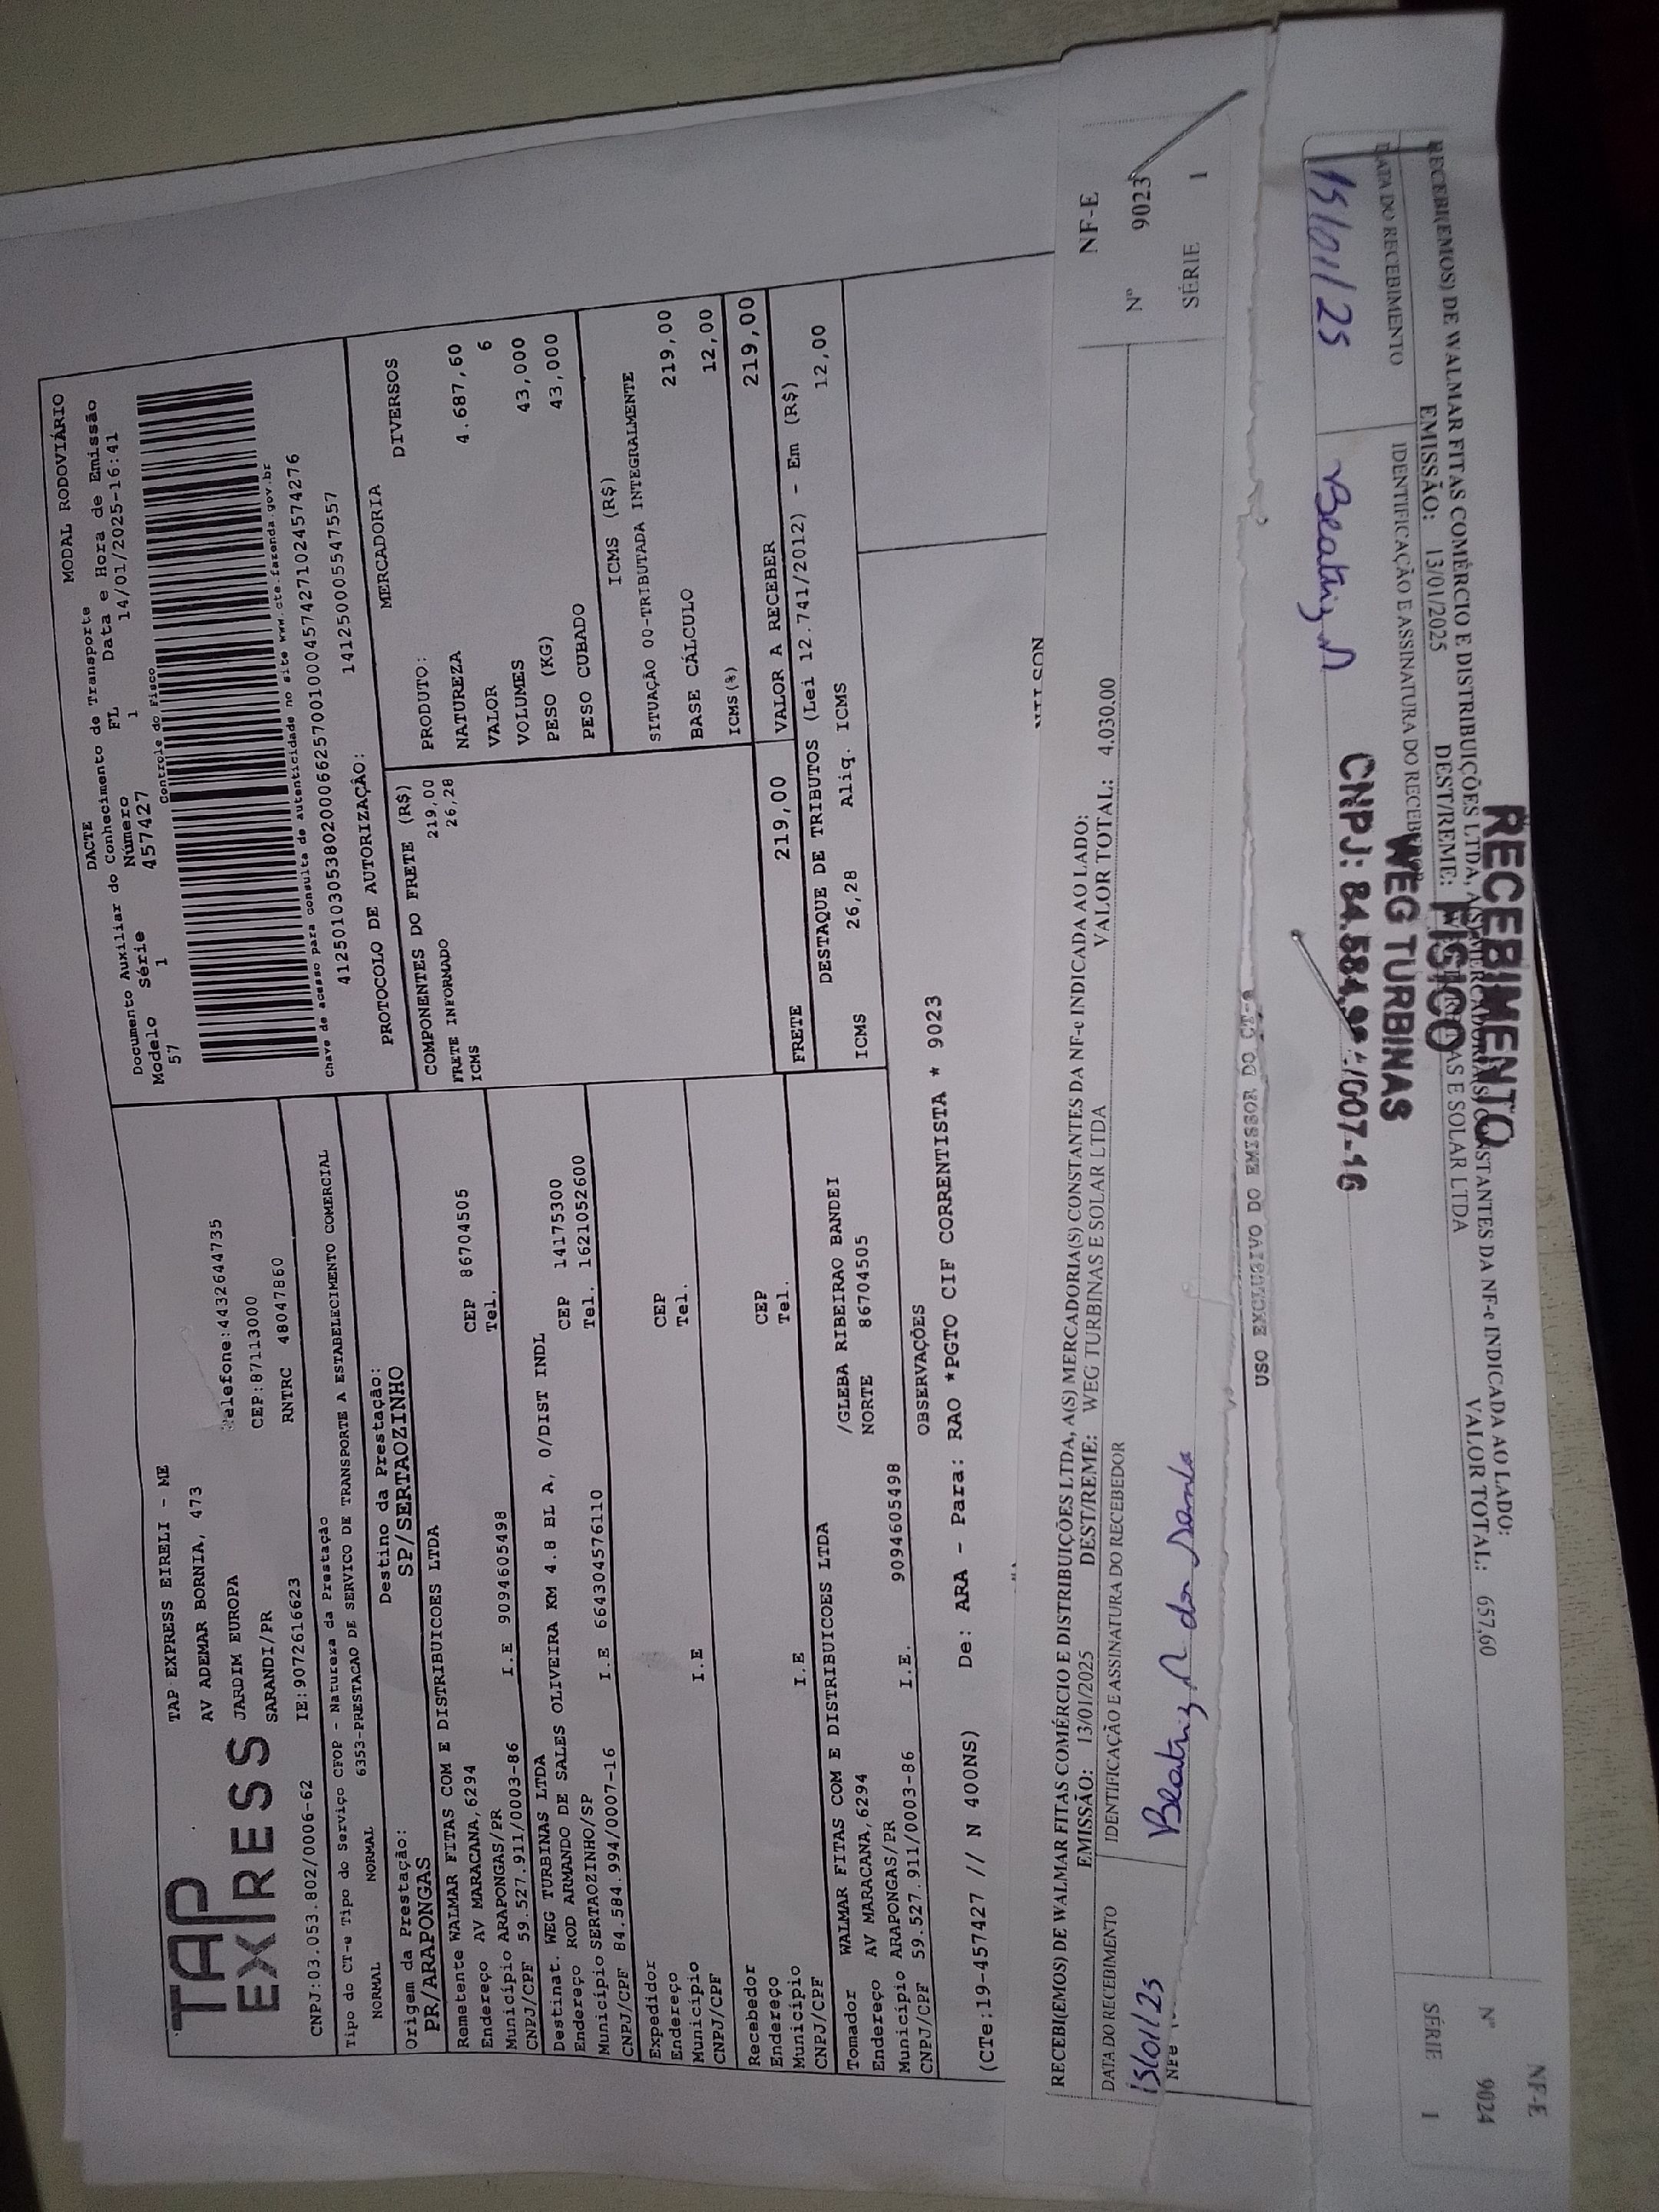 TAP
EXPRESS
TAP EXPRESS EIRELI - ME
AV ADEMAR BORNIA, 473
JARDIM EUROPA
Telefone:4432644735
SARANDI/PR
CEP:87113000
CNPJ:03.053.802/0006-62
IE:9072616623
RNTRC 48047860
DACTE
MODAL RODOVIÁRIO
Documento Auxiliar do Conhecimento de Transporte
Modelo Série Número FL Data e Hora de Emissão
57 1 457427 1 14/01/2025-16:41
Controle do Fisco
Chave de acesso para consulta de autenticidade no site www.cte.fazenda.gov.br
41250103053802000662570010004574271024574276
PROTOCOLO DE AUTORIZAÇÃO: 141250005547557
Tipo do CT-e Tipo do Serviço CFOP - Natureza da Prestação
NORMAL NORMAL 6353-PRESTACAO DE SERVICO DE TRANSPORTE A ESTABELECIMENTO COMERCIAL
Origem da Prestação: Destino da Prestação:
PR/ARAPONGAS SP/SERTAOZINHO
Remetente WALMAR FITAS COM E DISTRIBUICOES LTDA
Endereço AV MARACANA,6294 CEP 86704505
Município ARAPONGAS/PR Tel.
CNPJ/CPF 59.527.911/0003-86 I.E 9094605498
Destinat. WEG TURBINAS LTDA
Endereço ROD ARMANDO DE SALES OLIVEIRA KM 4.8 BL A, 0/DIST INDL
CEP 14175300
Município SERTAOZINHO/SP Tel. 1621052600
CNPJ/CPF 84.584.994/0007-16 I.E 664304576110
Expedidor
Endereço CEP
Município Tel.
CNPJ/CPF I.E
Recebedor
Endereço CEP
Município Tel.
CNPJ/CPF I.E
Tomador WALMAR FITAS COM E DISTRIBUICOES LTDA
Endereço AV MARACANA,6294 /GLEBA RIBEIRAO BANDEI
Município ARAPONGAS/PR NORTE 86704505
CNPJ/CPF 59.527.911/0003-86 I.E. 9094605498
COMPONENTES DO FRETE (R$)
FRETE INFORMADO 219,00
ICMS 26,28
MERCADORIA
PRODUTO: DIVERSOS
NATUREZA
VALOR 4.687,60
VOLUMES 6
PESO (KG) 43,000
PESO CUBADO 43,000
ICMS (R$)
SITUAÇÃO 00-TRIBUTADA INTEGRALMENTE
BASE CÁLCULO 219,00
ICMS(%) 12,00
FRETE 219,00 VALOR A RECEBER 219,00
DESTAQUE DE TRIBUTOS (Lei 12.741/2012) - Em (R$)
ICMS 26,28 Aliq. ICMS 12,00
OBSERVAÇÕES
(CTe:19-457427 // N 400NS) De: ARA - Para: RAO *PGTO CIF CORRENTISTA * 9023
RECEBI(EMOS) DE WALMAR FITAS COMÉRCIO E DISTRIBUIÇÕES LTDA, A(S) MERCADORIA(S) CONSTANTES DA NF-e INDICADA AO LADO:
EMISSÃO: 13/01/2025 DEST/REME: WEG TURBINAS E SOLAR LTDA VALOR TOTAL: 4.030,00
DATA DO RECEBIMENTO IDENTIFICAÇÃO E ASSINATURA DO RECEBEDOR
15/01/25 Beatriz
NF-E
Nº 9023
SÉRIE 1
NFe
USO EXCLUSIVO DO EMISSOR DO CT-e
15/01/25
Beatriz
CNPJ: 84.584.99 /0007-16
WEG TURBINAS
FISICO
RECEBIMENTO
DATA DO RECEBIMENTO IDENTIFICAÇÃO E ASSINATURA DO RECEBEDOR
EMISSÃO: 13/01/2025 DEST/REME: E SOLAR LTDA VALOR TOTAL: 657,60
RECEBI(EMOS) DE WALMAR FITAS COMÉRCIO E DISTRIBUIÇÕES LTDA, A(S) MERCADORIA(S) CONSTANTES DA NF-e INDICADA AO LADO:
NF-E
Nº 9024
SÉRIE 1